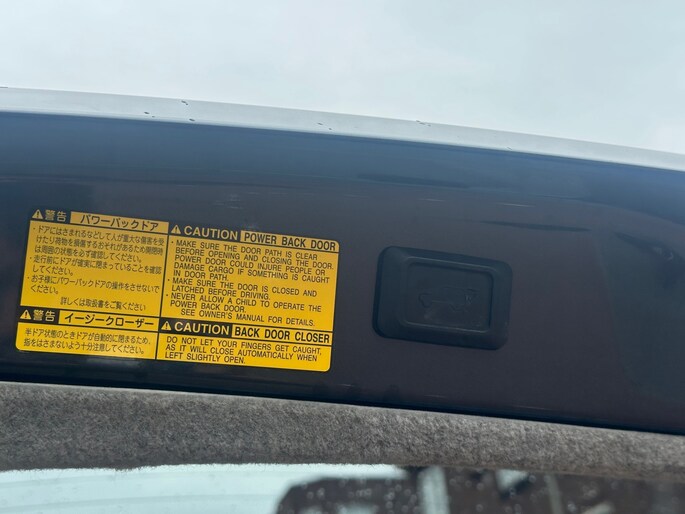 警告 パワーバックドア
・ドアにはさまれるなどして人が重大な傷害を受
けたり荷物を損傷するおそれがあるため開閉時
は周囲の状態を必ず確認してください。
・走行前にドアが確実に閉まっていることを確認
してください。
・お子様にパワーバックドアの操作をさせないで
ください。
詳しくは取扱書をご覧ください
警告 イージークローザー
半ドア状態のときドアが自動的に閉まるため、
指をはさまないよう十分注意してください。
CAUTION POWER BACK DOOR
・MAKE SURE THE DOOR PATH IS CLEAR
BEFORE OPENING AND CLOSING THE DOOR.
POWER DOOR COULD INJURE PEOPLE OR
DAMAGE CARGO IF SOMETHING IS CAUGHT
IN DOOR PATH.
・MAKE SURE THE DOOR IS CLOSED AND
LATCHED BEFORE DRIVING.
・NEVER ALLOW A CHILD TO OPERATE THE
POWER BACK DOOR.
SEE OWNER'S MANUAL FOR DETAILS.
CAUTION BACK DOOR CLOSER
DO NOT LET YOUR FINGERS GET CAUGHT,
AS IT WILL CLOSE AUTOMATICALLY WHEN
LEFT SLIGHTLY OPEN.